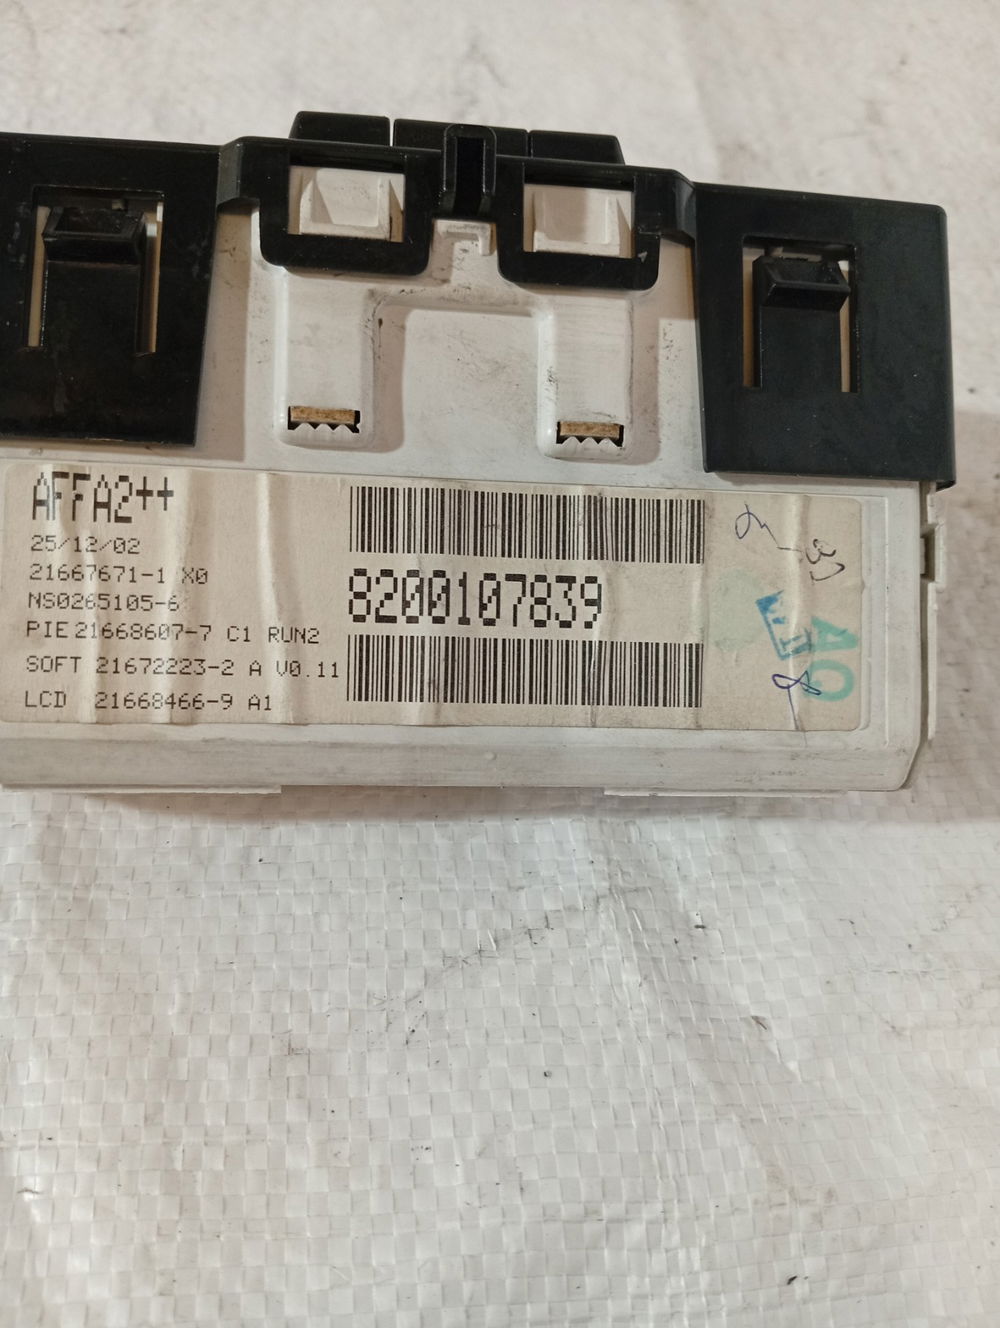 AFFA2++
25/12/02
21667671-1 X0
NS0265105-6
PIE 21668607-7 C1 RUN2
SOFT 21672223-2 A V0.11
LCD 21668466-9 A1
8200107839